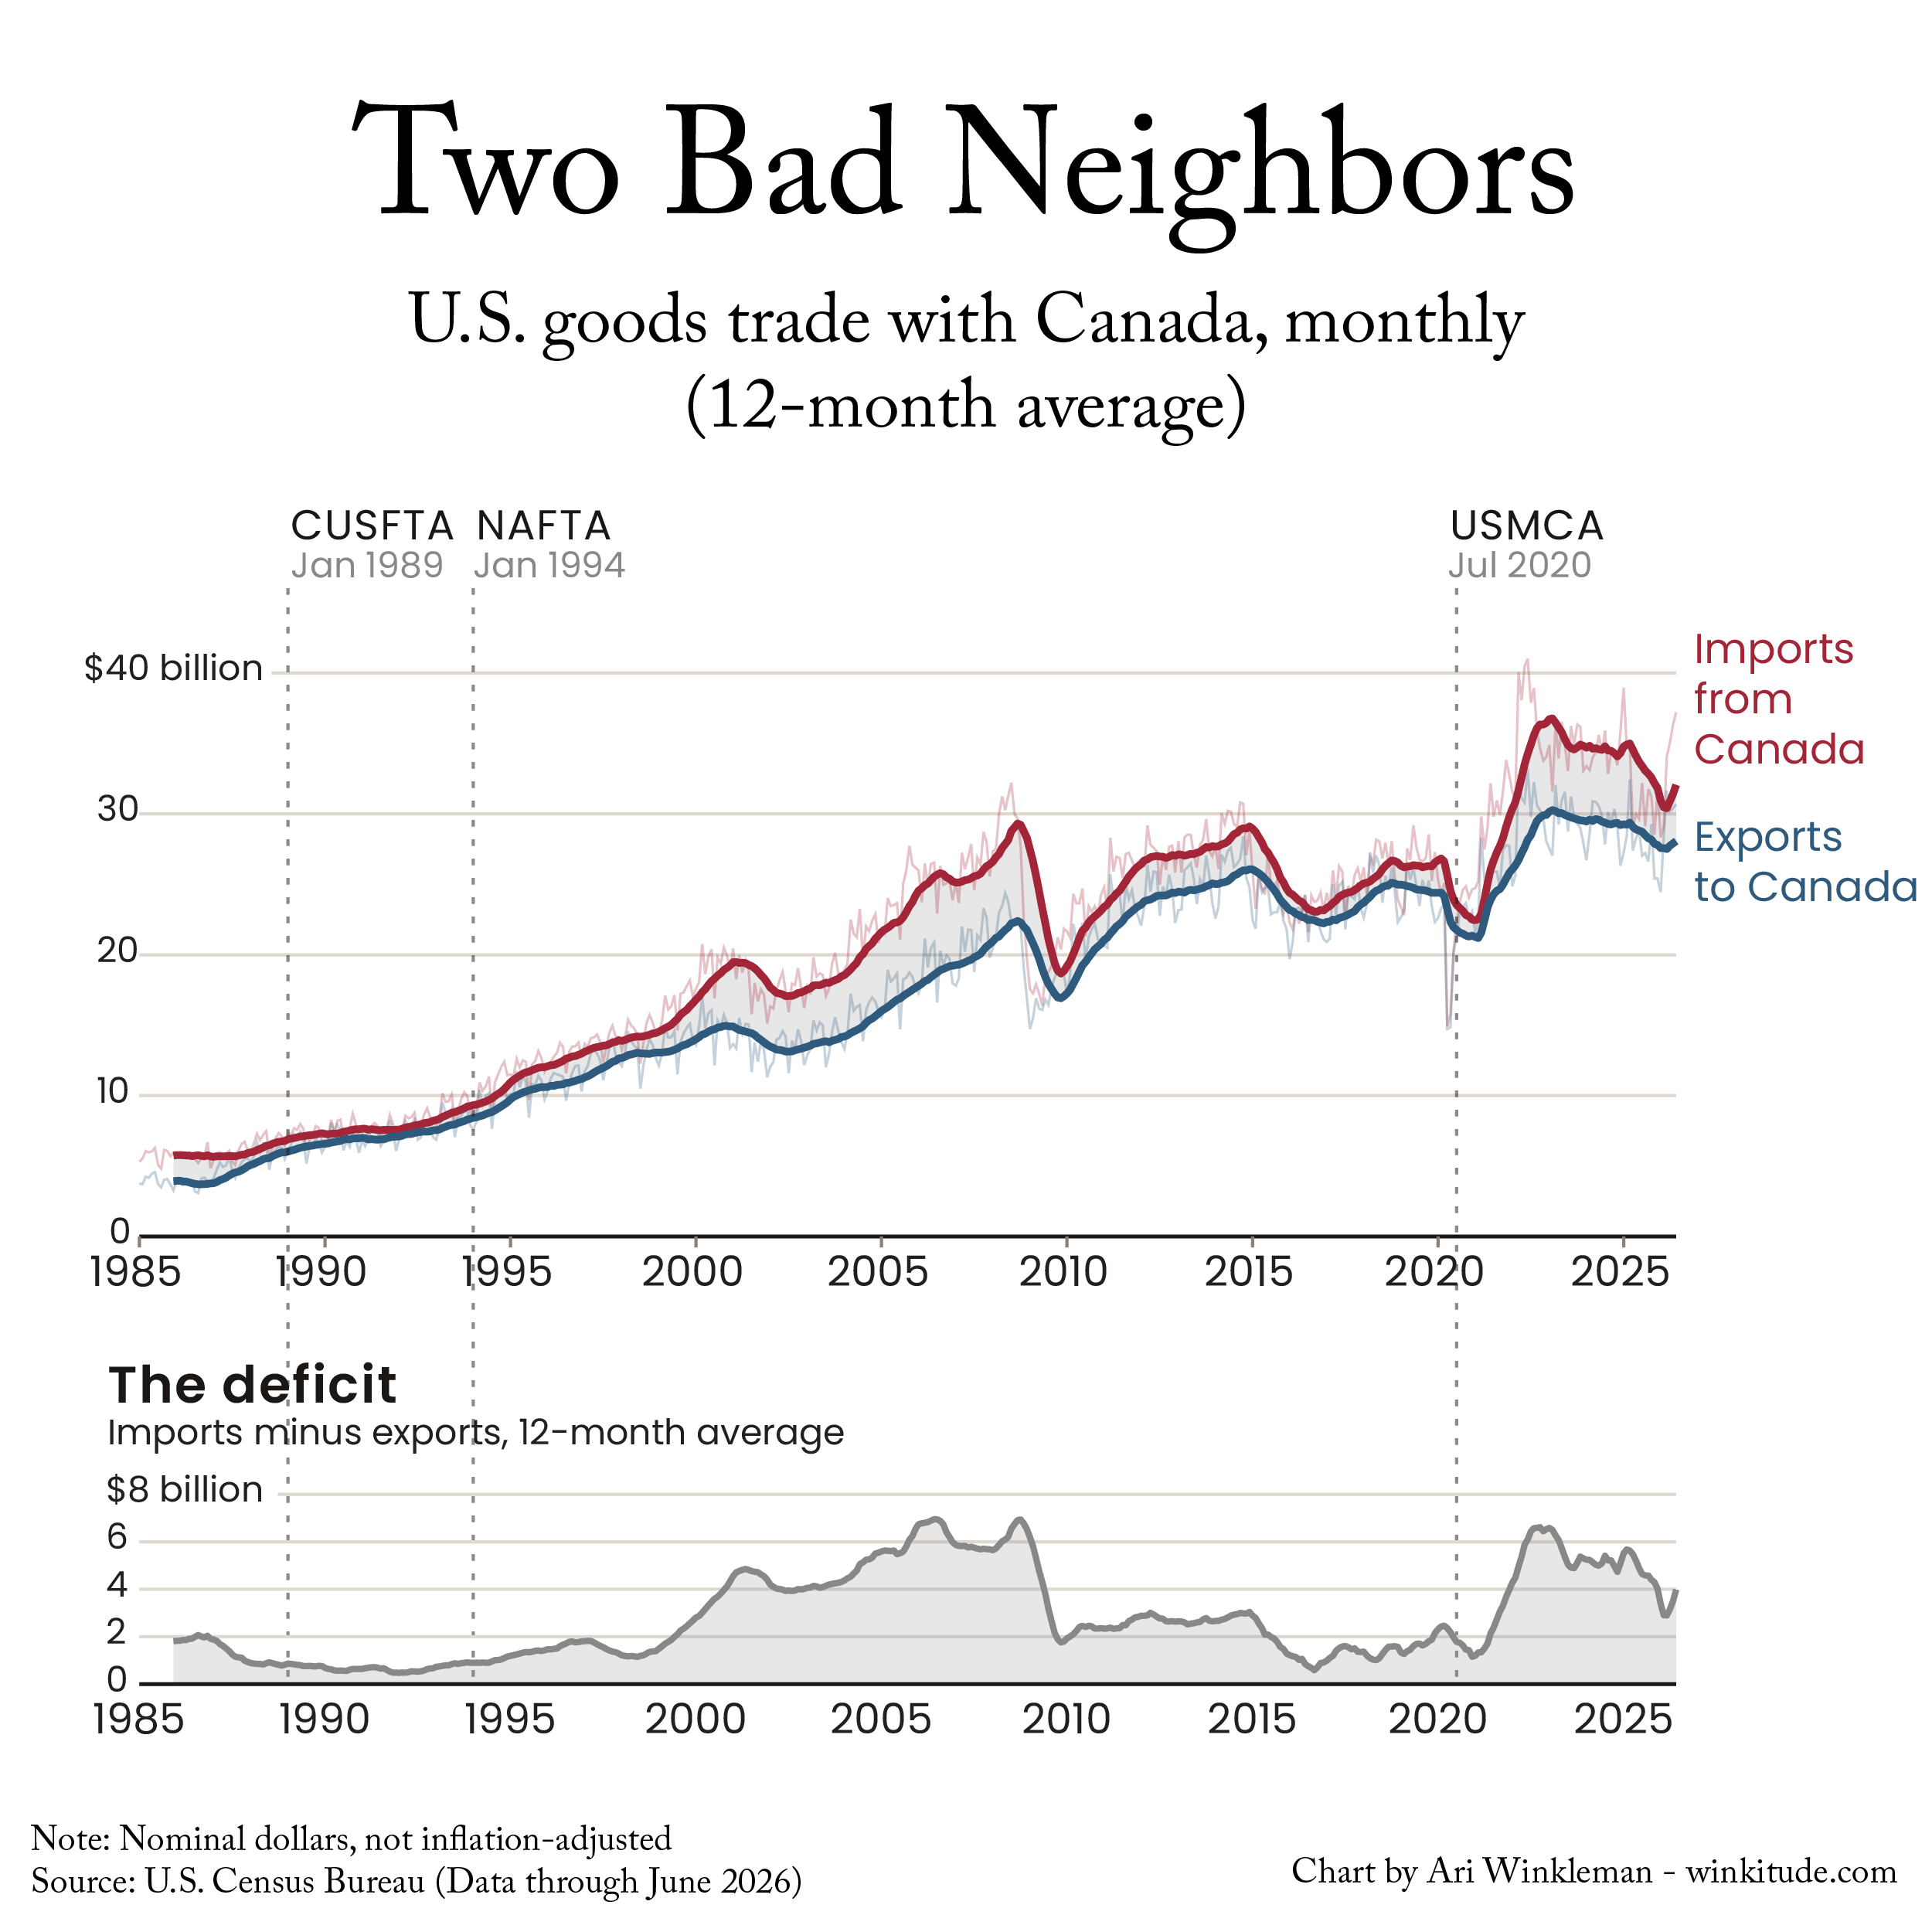 Two Bad Neighbors
U.S. goods trade with Canada, monthly
(12-month average)
CUSFTA
Jan 1989
NAFTA
Jan 1994
USMCA
Jul 2020
$40 billion
30
20
10
0
Imports
from
Canada
Exports
to Canada
1985 1990 1995 2000 2005 2010 2015 2020 2025
The deficit
Imports minus exports, 12-month average
$8 billion
6
4
2
0
1985 1990 1995 2000 2005 2010 2015 2020 2025
Note: Nominal dollars, not inflation-adjusted
Source: U.S. Census Bureau (Data through June 2026)
Chart by Ari Winkleman - winkitude.com